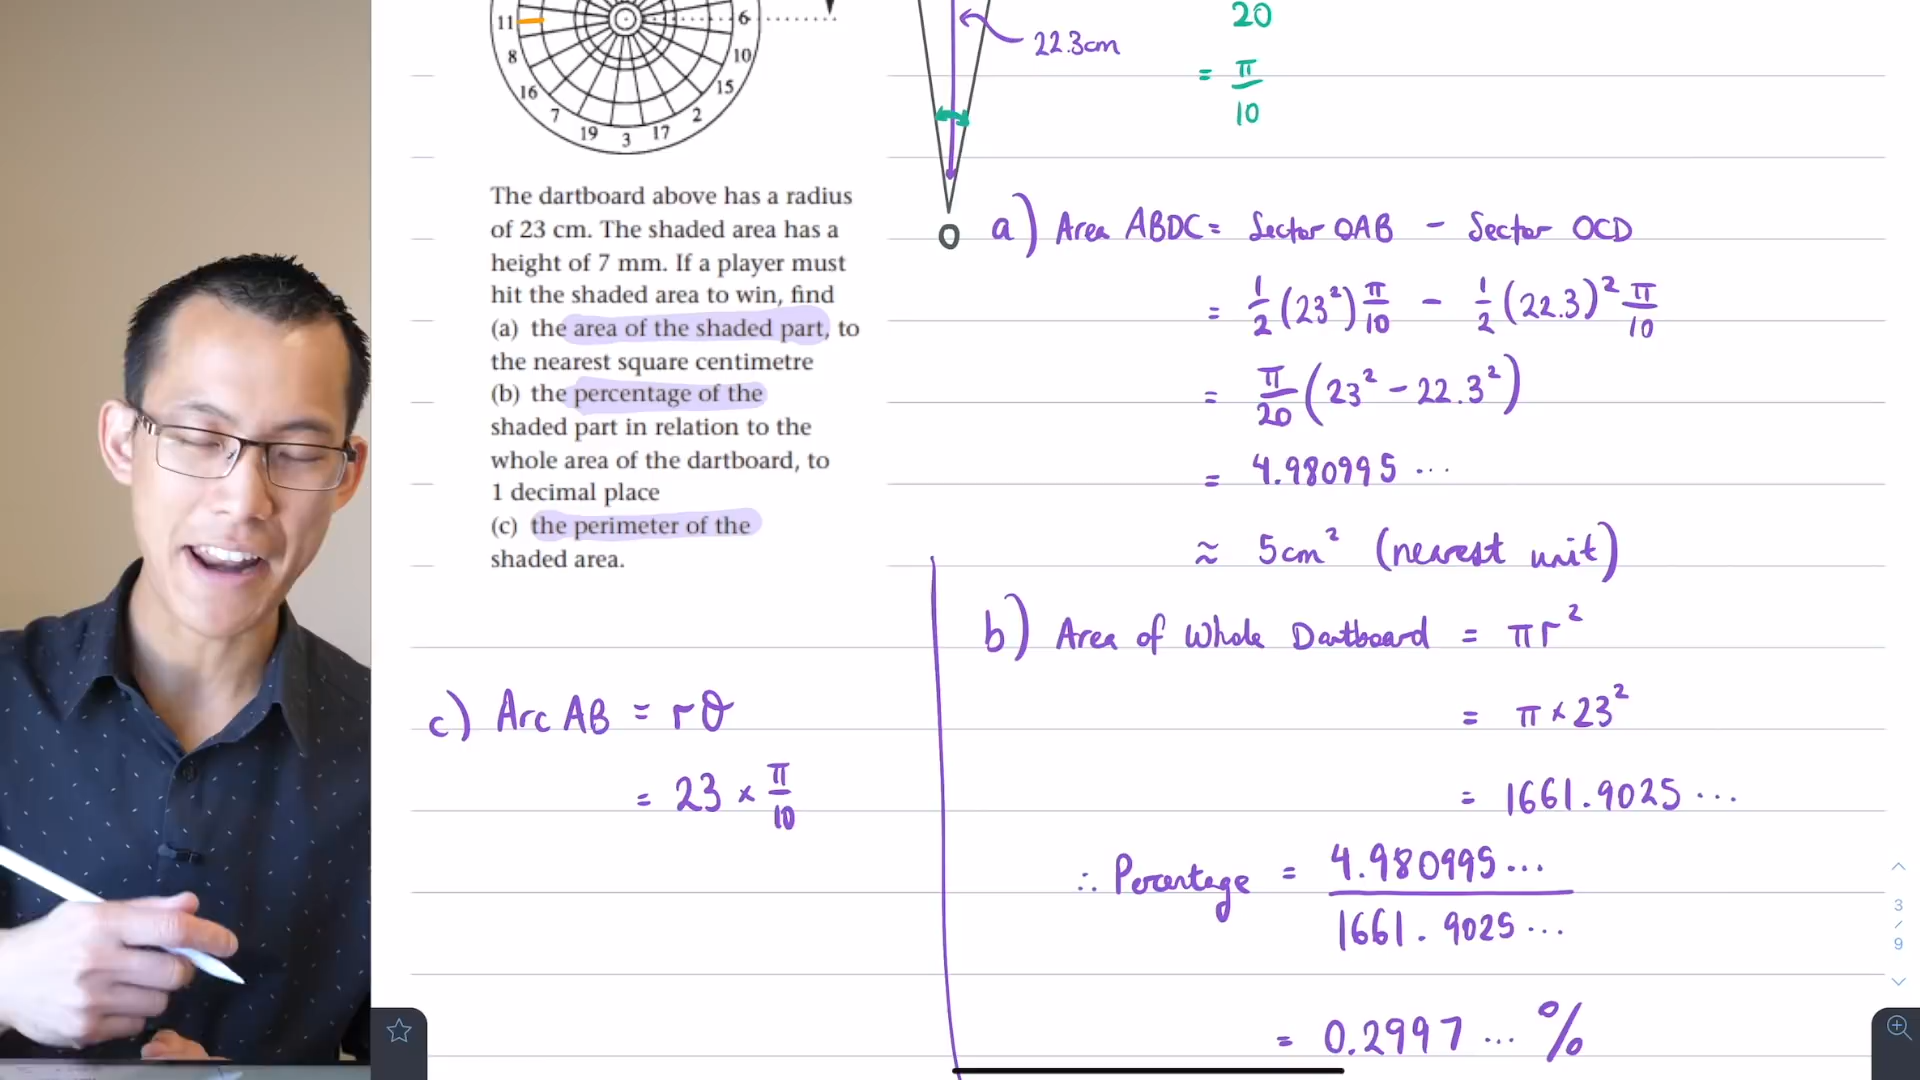 11
6
8
10
16
15
7
2
19
3
17
The dartboard above has a radius
of 23 cm. The shaded area has a
height of 7 mm. If a player must
hit the shaded area to win, find
(a) the area of the shaded part, to
the nearest square centimetre
(b) the percentage of the
shaded part in relation to the
whole area of the dartboard, to
1 decimal place
(c) the perimeter of the
shaded area.
c) Arc AB = rθ
= 23 × π/10
22.3cm
O
20
= π/10
a) Area ABDC = Sector OAB - Sector OCD
= 1/2 (23²) π/10 - 1/2 (22.3)² π/10
= π/20 (23² - 22.3²)
= 4.980995 ...
≈ 5cm² (nearest unit)
b) Area of Whole Dartboard = πr²
= π × 23²
= 1661.9025 ...
∴ Percentage = 4.980995... / 1661.9025...
= 0.2997 ... %
3
/
9